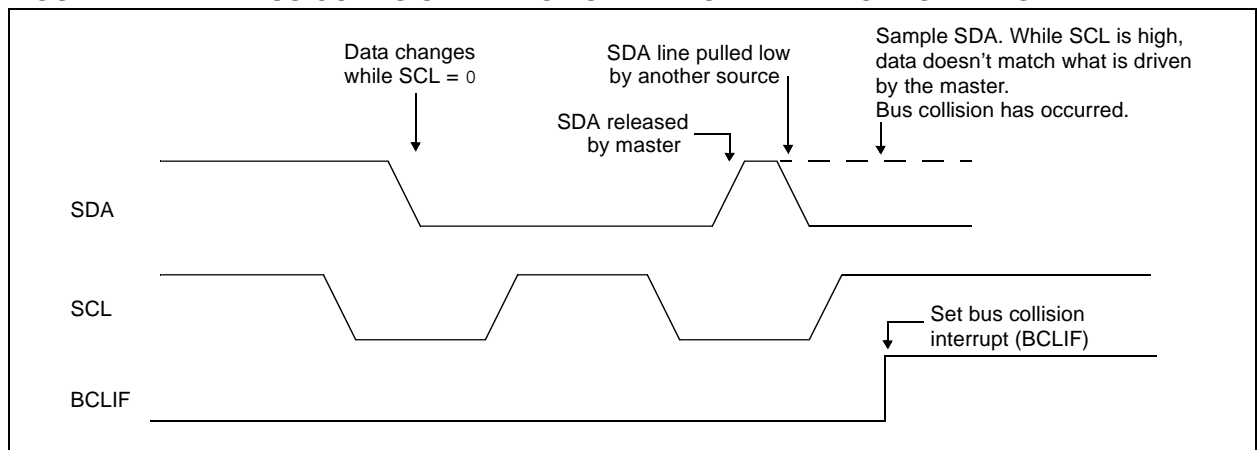 Data changes
while SCL = 0
SDA line pulled low
by another source
SDA released
by master
Sample SDA. While SCL is high,
data doesn't match what is driven
by the master.
Bus collision has occurred.
SDA
SCL
Set bus collision
interrupt (BCLIF)
BCLIF